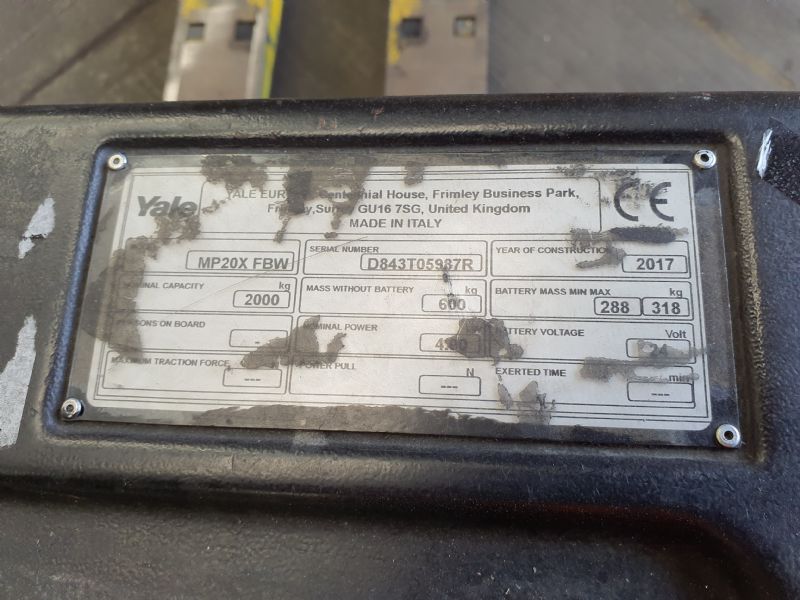 Yale
YALE Centennial House, Frimley Business Park,
Surrey GU16 7SG, United Kingdom
MADE IN ITALY
CE
MP20X FBW
SERIAL NUMBER
D843T05987R
YEAR OF CONSTRUCTION
2017
NOMINAL CAPACITY kg
2000
MASS WITHOUT BATTERY kg
600
BATTERY MASS MIN MAX kg
288 318
PERSONS ON BOARD
-
NOMINAL POWER
BATTERY VOLTAGE Volt
24
MAXIMUM TRACTION FORCE N
---
POWER PULL N
---
EXERTED TIME min
---